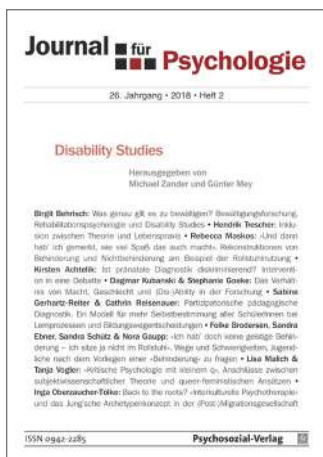 Journal für
Psychologie
26. Jahrgang • 2018 • Heft 2
Disability Studies
Herausgegeben von
Michael Zander und Günter Mey
Birgit Behrisch: Was genau gilt es zu bewältigen? Bewältigungsforschung,
Rehabilitationspsychologie und Disability Studies • Hendrik Trescher: Inklu-
sion zwischen Theorie und Lebenspraxis • Rebecca Maskos: «Und dann
hab' ich gemerkt, wie viel Spaß das auch macht». Rekonstruktionen von
Behinderung und Nichtbehinderung am Beispiel der Rollstuhlnutzung •
Kirsten Achtelik: Ist pränatale Diagnostik diskriminierend? Interventi-
on in eine Debatte • Dagmar Kubanski & Stephanie Goeke: Das Verhält-
nis von Macht, Geschlecht und (Dis-)Ability in der Forschung • Sabine
Gerhartz-Reiter & Cathrin Reisenauer: Partizipatorische pädagogische
Diagnostik. Ein Modell für mehr Selbstbestimmung aller SchülerInnen bei
Lernprozessen und Bildungswegentscheidungen • Folke Brodersen, Sandra
Ebner, Sandra Schütz & Nora Gaupp: «Ich hab' doch keine geistige Behin-
derung – ich sitze ja nicht im Rollstuhl». Wege und Schwierigkeiten, Jugend-
liche nach dem Vorliegen einer «Behinderung» zu fragen • Lisa Malich &
Tanja Vogler: «Kritische Psychologie mit kleinem q». Anschlüsse zwischen
subjektwissenschaftlicher Theorie und queer-feministischen Ansätzen •
Inga Oberzaucher-Tölke: Back to the roots? «Interkulturelle Psychotherapie»
und das Jung'sche Archetypenkonzept in der (Post-)Migrationsgesellschaft
ISSN 0942-2285
Psychosozial-Verlag